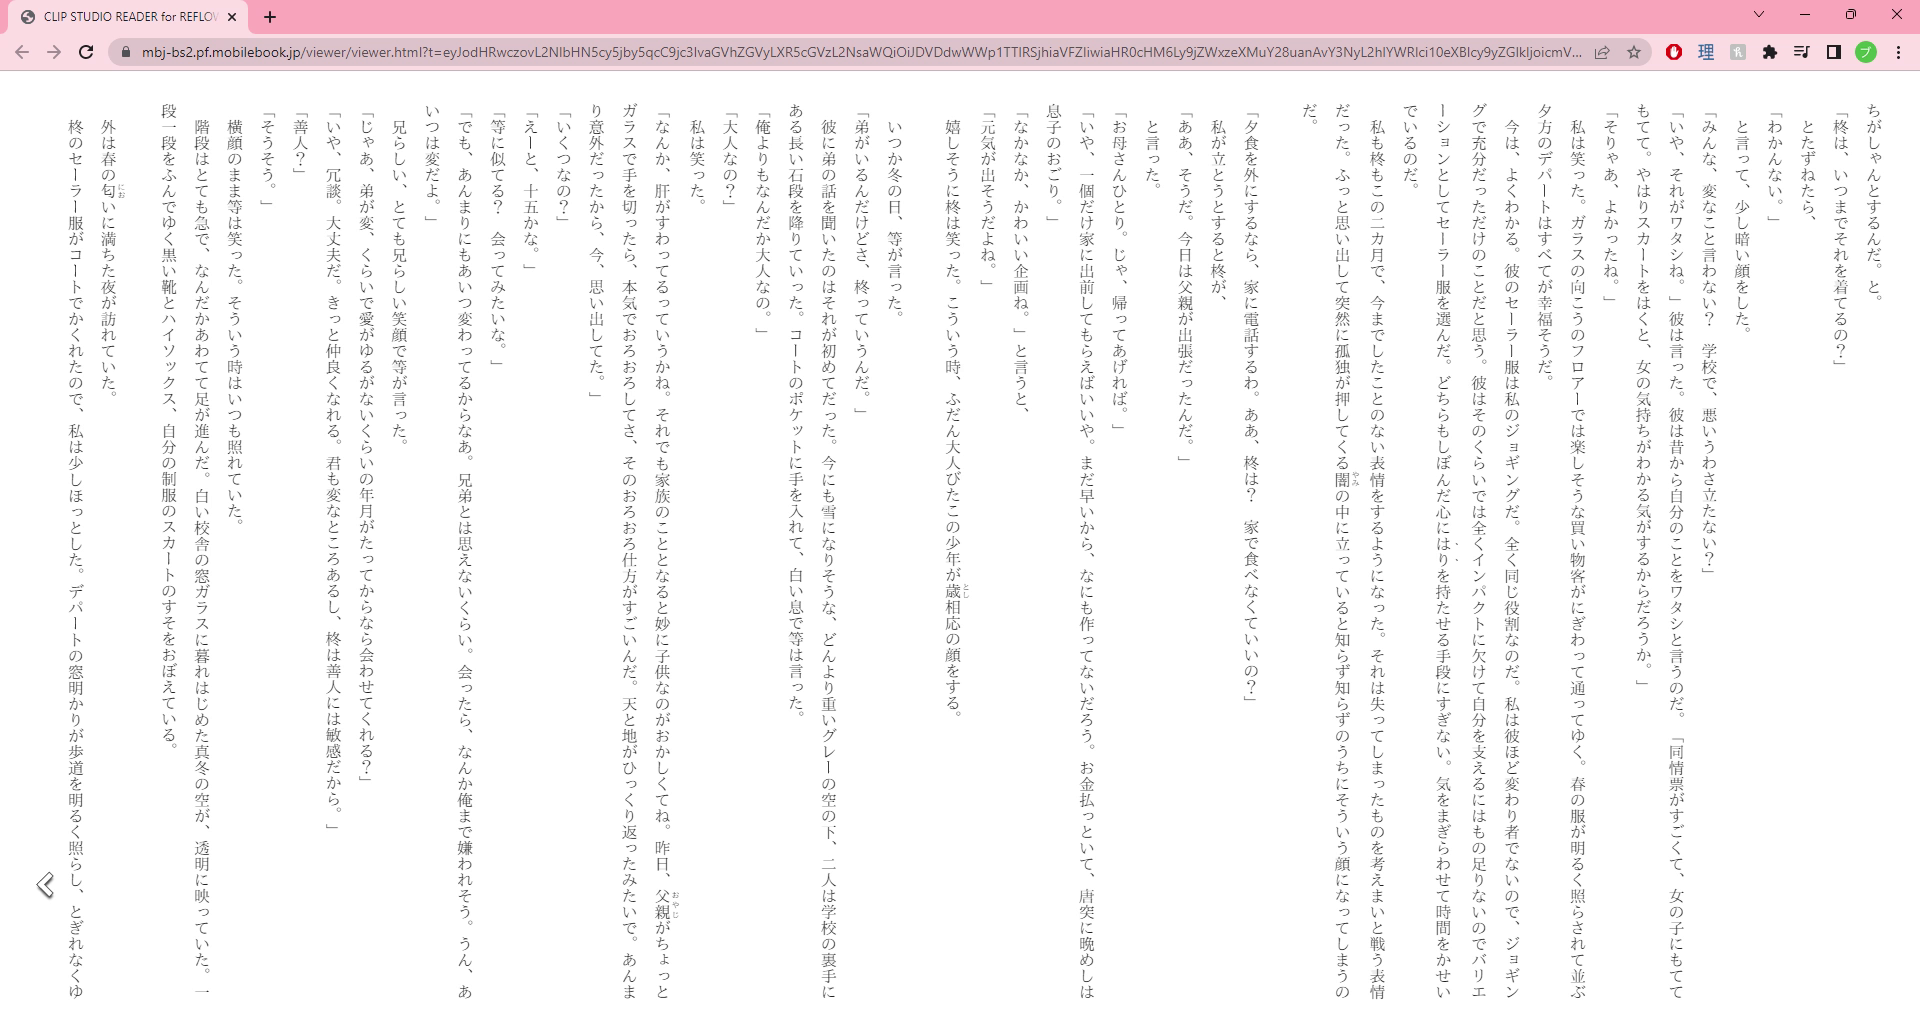 CLIP STUDIO READER for REFLOW
mbj-bs2.pf.mobilebook.jp/viewer/viewer.html?t=eyJodHRwczovL2NlbHN5cy5jby5qcC9jc3IvaGVhZGVyLXR5cGVzL2NsaWQiOiJDVDdwWWp1TTlRSjhiaVFZIiwiaHR0cHM6Ly9jZWxzeXMuY28uanAvY3NyL2hlYWRlci10eXBlcy9yZGlkIjoicmV...
理
ブ
ちがしゃんとするんだ。と。
「柊は、いつまでそれを着てるの？」
とたずねたら、
「わかんない。」
と言って、少し暗い顔をした。
「みんな、変なこと言わない？　学校で、悪いうわさ立たない？」
「いや、それがワタシね。」彼は言った。彼は昔から自分のことをワタシと言うのだ。「同情票がすごくて、女の子にもてて
もてて。やはりスカートをはくと、女の気持ちがわかる気がするからだろうか。」
「そりゃあ、よかったね。」
私は笑った。ガラスの向こうのフロアーでは楽しそうな買い物客がにぎわって通ってゆく。春の服が明るく照らされて並ぶ
夕方のデパートはすべてが幸福そうだ。
今は、よくわかる。彼のセーラー服は私のジョギングだ。全く同じ役割なのだ。私は彼ほど変わり者でないので、ジョギン
グで充分だっただけのことだと思う。彼はそのくらいでは全くインパクトに欠けて自分を支えるにはもの足りないのでバリエ
ーションとしてセーラー服を選んだ。どちらもしぼんだ心にはりを持たせる手段にすぎない。気をまぎらわせて時間をかせい
でいるのだ。
私も柊もこの二カ月で、今までしたことのない表情をするようになった。それは失ってしまったものを考えまいと戦う表情
だった。ふっと思い出して突然に孤独が押してくる闇やみの中に立っていると知らず知らずのうちにそういう顔になってしまうの
だ。
「夕食を外にするなら、家に電話するわ。ああ、柊は？　家で食べなくていいの？」
私が立とうとすると柊が、
「ああ、そうだ。今日は父親が出張だったんだ。」
と言った。
「お母さんひとり。じゃ、帰ってあげれば。」
「いや、一個だけ家に出前してもらえばいいや。まだ早いから、なにも作ってないだろう。お金払っといて、唐突に晩めしは
息子のおごり。」
「なかなか、かわいい企画ね。」と言うと、
「元気が出そうだよね。」
嬉しそうに柊は笑った。こういう時、ふだん大人びたこの少年が歳とし相応の顔をする。
いつか冬の日、等が言った。
「弟がいるんだけどさ、柊っていうんだ。」
彼に弟の話を聞いたのはそれが初めてだった。今にも雪になりそうな、どんより重いグレーの空の下、二人は学校の裏手に
ある長い石段を降りていった。コートのポケットに手を入れて、白い息で等は言った。
「俺よりもなんだか大人なの。」
「大人なの？」
私は笑った。
「なんか、肝がすわってるっていうかね。それでも家族のこととなると妙に子供なのがおかしくてね。昨日、父親おやじがちょっと
ガラスで手を切ったら、本気でおろおろしてさ、そのおろおろ仕方がすごいんだ。天と地がひっくり返ったみたいで。あんま
り意外だったから、今、思い出してた。」
「いくつなの？」
「えーと、十五かな。」
「等に似てる？　会ってみたいな。」
「でも、あんまりにもあいつ変わってるからなあ。兄弟とは思えないくらい。会ったら、なんか俺まで嫌われそう。うん、あ
いつは変だよ。」
兄らしい、とても兄らしい笑顔で等が言った。
「じゃあ、弟が変、くらいで愛がゆるがないくらいの年月がたってからなら会わせてくれる？」
「いや、冗談。大丈夫だ。きっと仲良くなれる。君も変なところあるし、柊は善人には敏感だから。」
「善人？」
「そうそう。」
横顔のまま等は笑った。そういう時はいつも照れていた。
階段はとても急で、なんだかあわてて足が進んだ。白い校舎の窓ガラスに暮れはじめた真冬の空が、透明に映っていた。一
段一段をふんでゆく黒い靴とハイソックス、自分の制服のスカートのすそをおぼえている。
外は春の匂におい に満ちた夜が訪れていた。
柊のセーラー服がコートでかくれたので、私は少しほっとした。デパートの窓明かりが歩道を明るく照らし、とぎれなくゆ